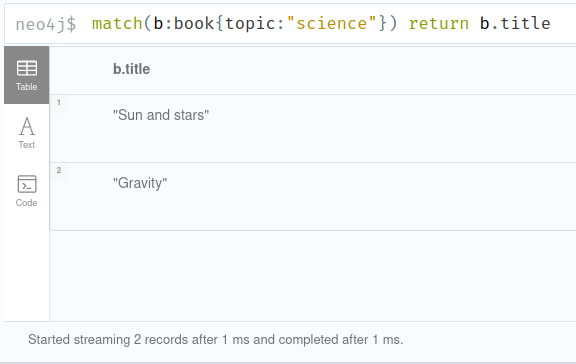 neo4j$ match(b:book{topic:"science"}) return b.title
Table
b.title
1
"Sun and stars"
A
Text
2
"Gravity"
>_
Code
Started streaming 2 records after 1 ms and completed after 1 ms.